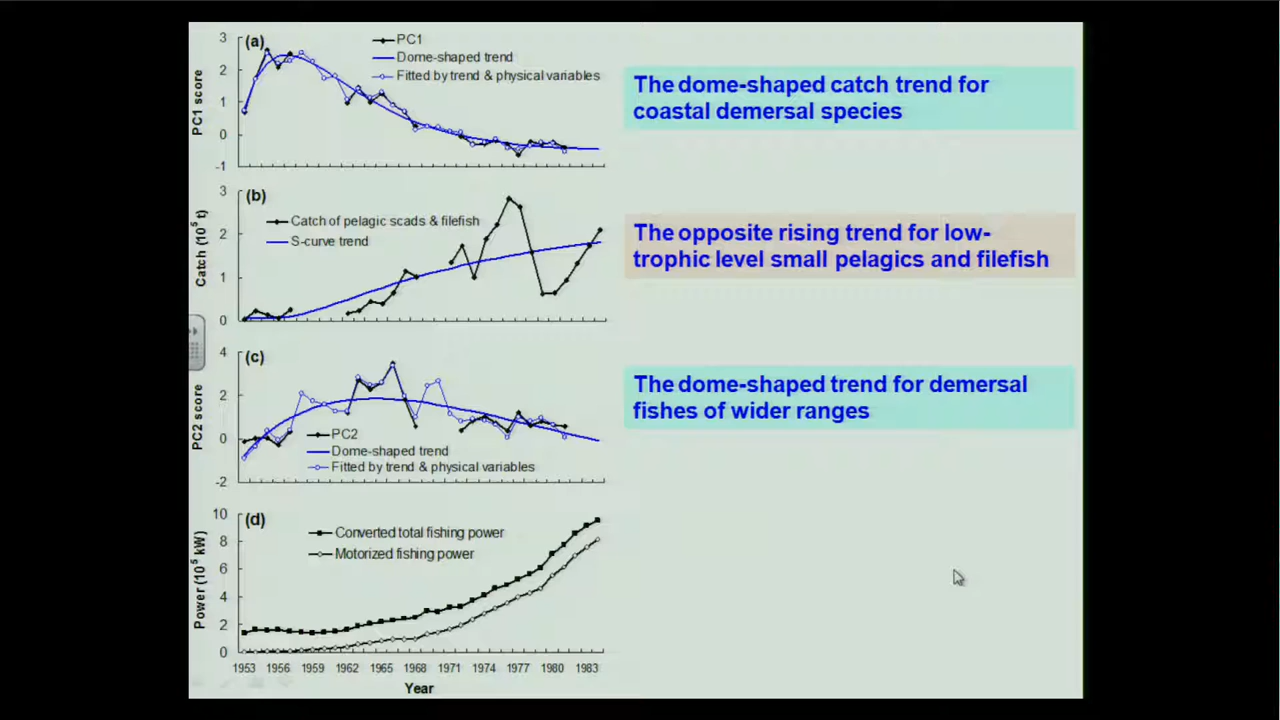 (a)
PC1
Dome-shaped trend
Fitted by trend & physical variables
PC1 score
3
2
1
0
-1
The dome-shaped catch trend for
coastal demersal species
(b)
Catch of pelagic scads & filefish
S-curve trend
Catch (10⁵ t)
3
2
1
0
The opposite rising trend for low-
trophic level small pelagics and filefish
(c)
PC2
Dome-shaped trend
Fitted by trend & physical variables
PC2 score
4
2
0
-2
The dome-shaped trend for demersal
fishes of wider ranges
(d)
Converted total fishing power
Motorized fishing power
Power (10⁵ kW)
10
8
6
4
2
0
1953 1956 1959 1962 1965 1968 1971 1974 1977 1980 1983
Year